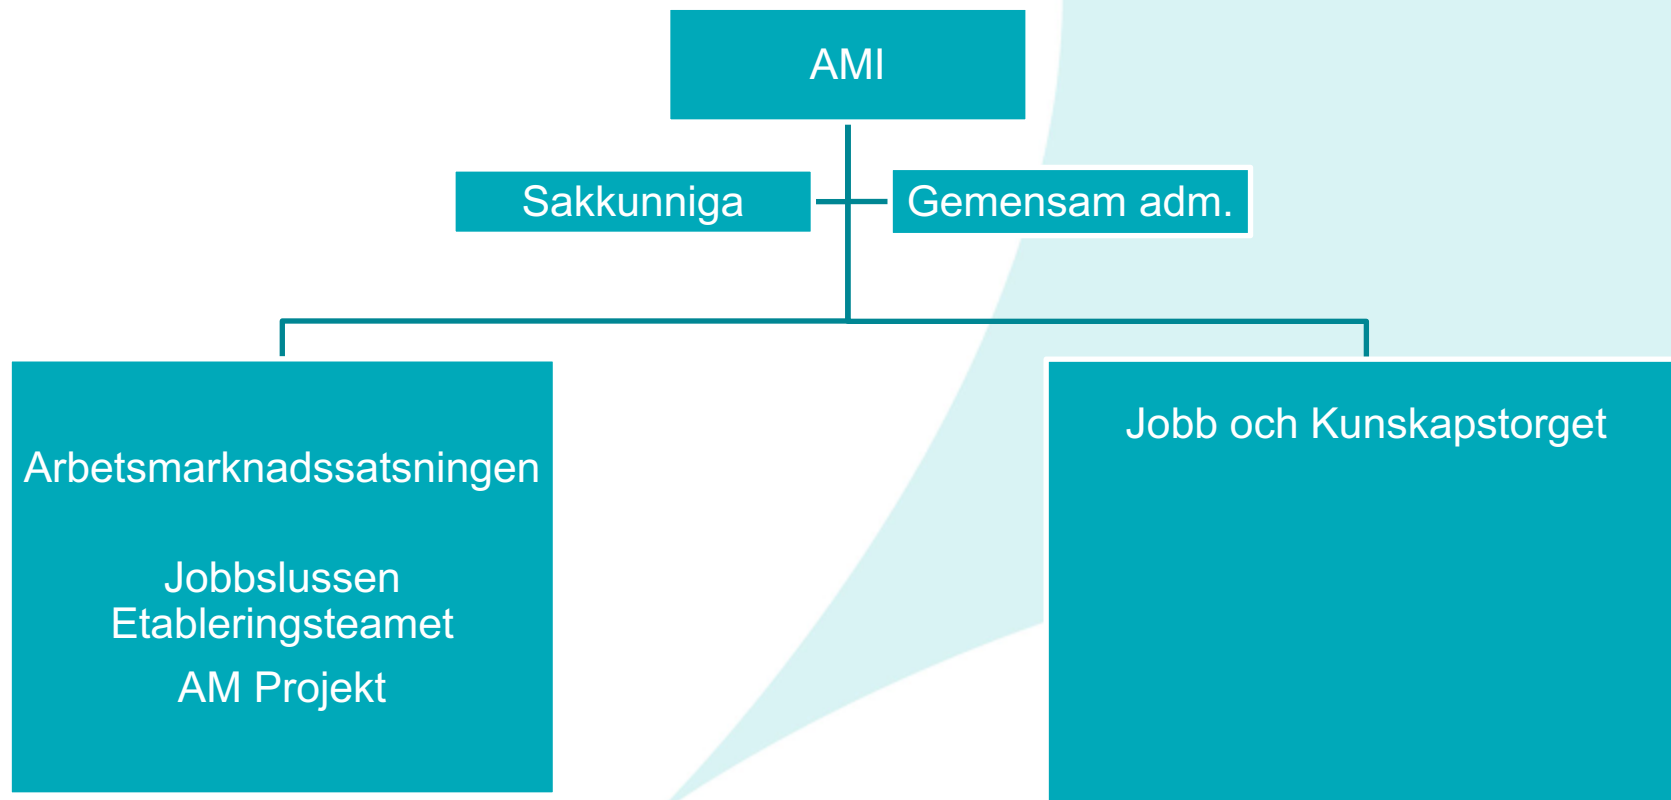 AMI
Sakkunniga
Gemensam adm.
Arbetsmarknadssatsningen
Jobbslussen
Etableringsteamet
AM Projekt
Jobb och Kunskapstorget